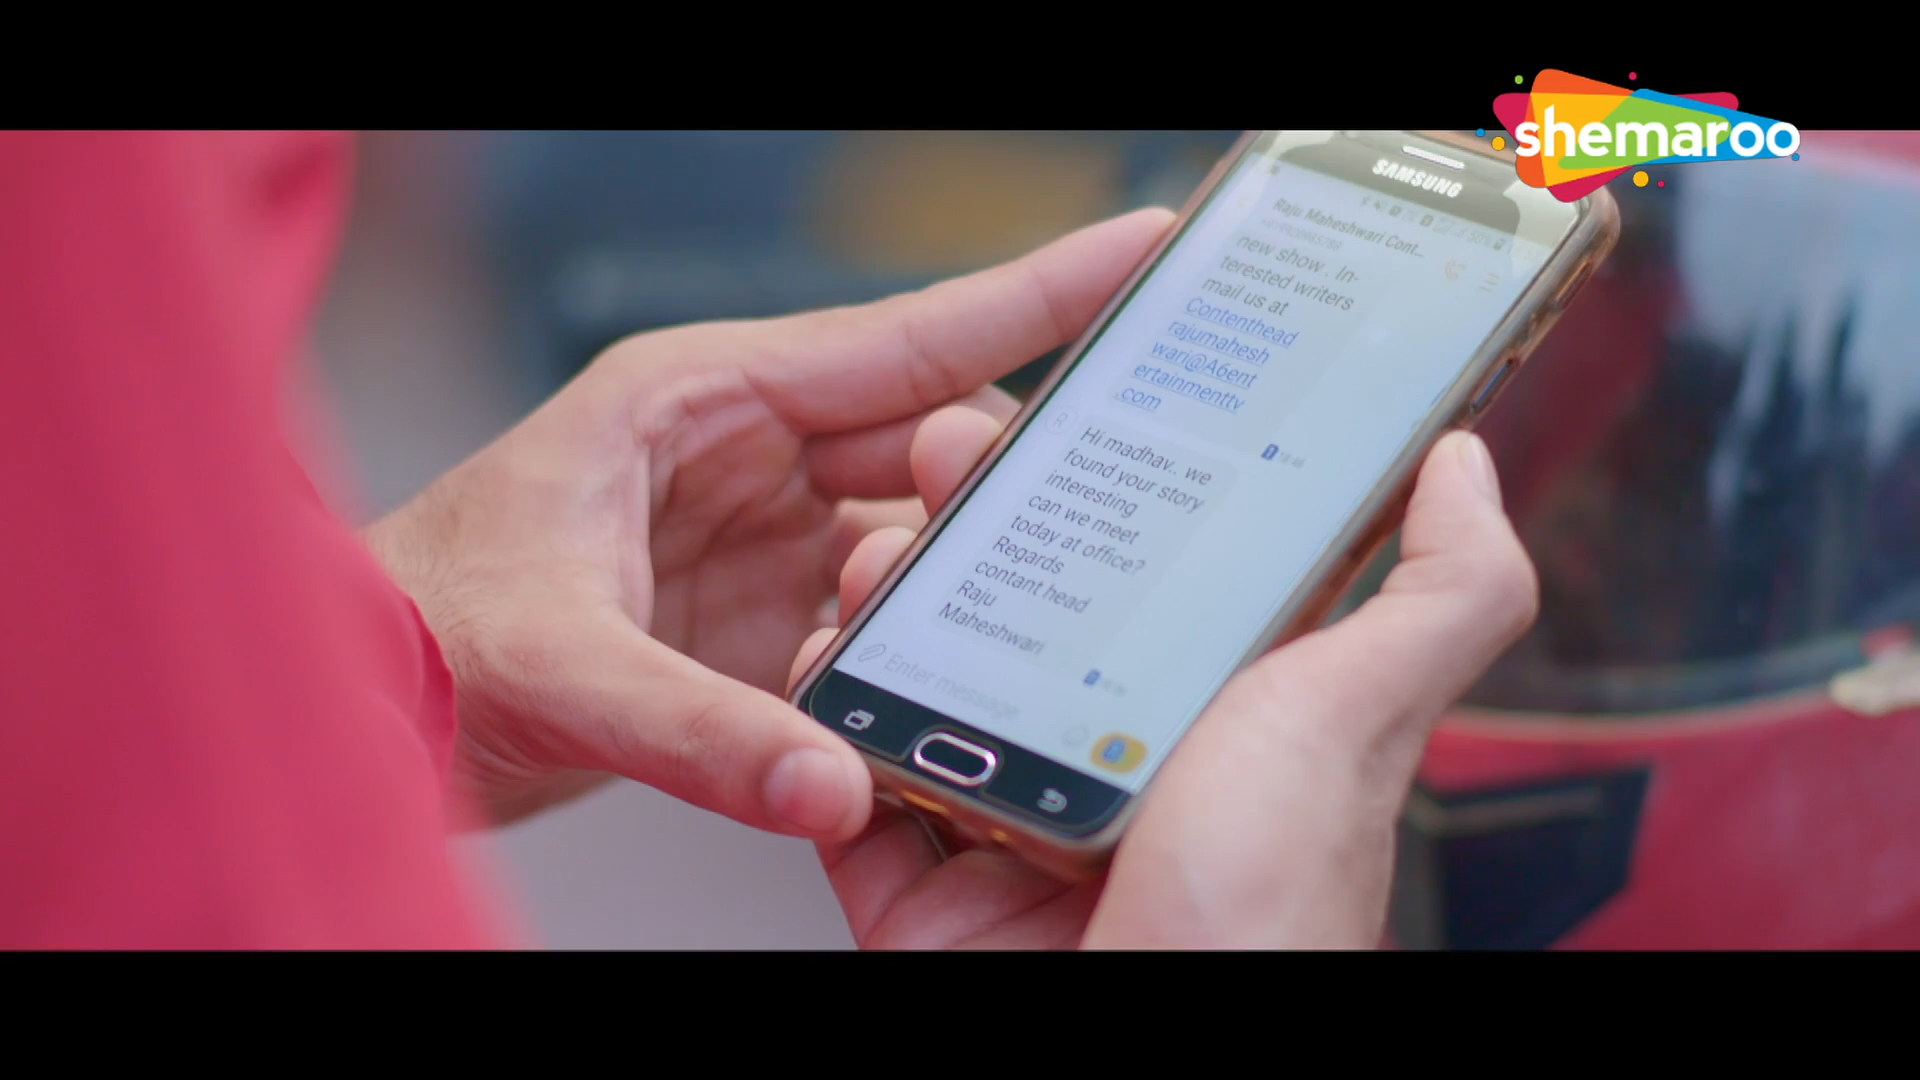 shemaroo
SAMSUNG
Raju Maheshwari Cont...
new show . In-
terested writers
mail us at
Contenthead
rajumahesh
wari@A6ent
ertainmenttv
.com
R
Hi madhav.. we
found your story
interesting
can we meet
today at office?
Regards
contant head
Raju
Maheshwari
Enter message